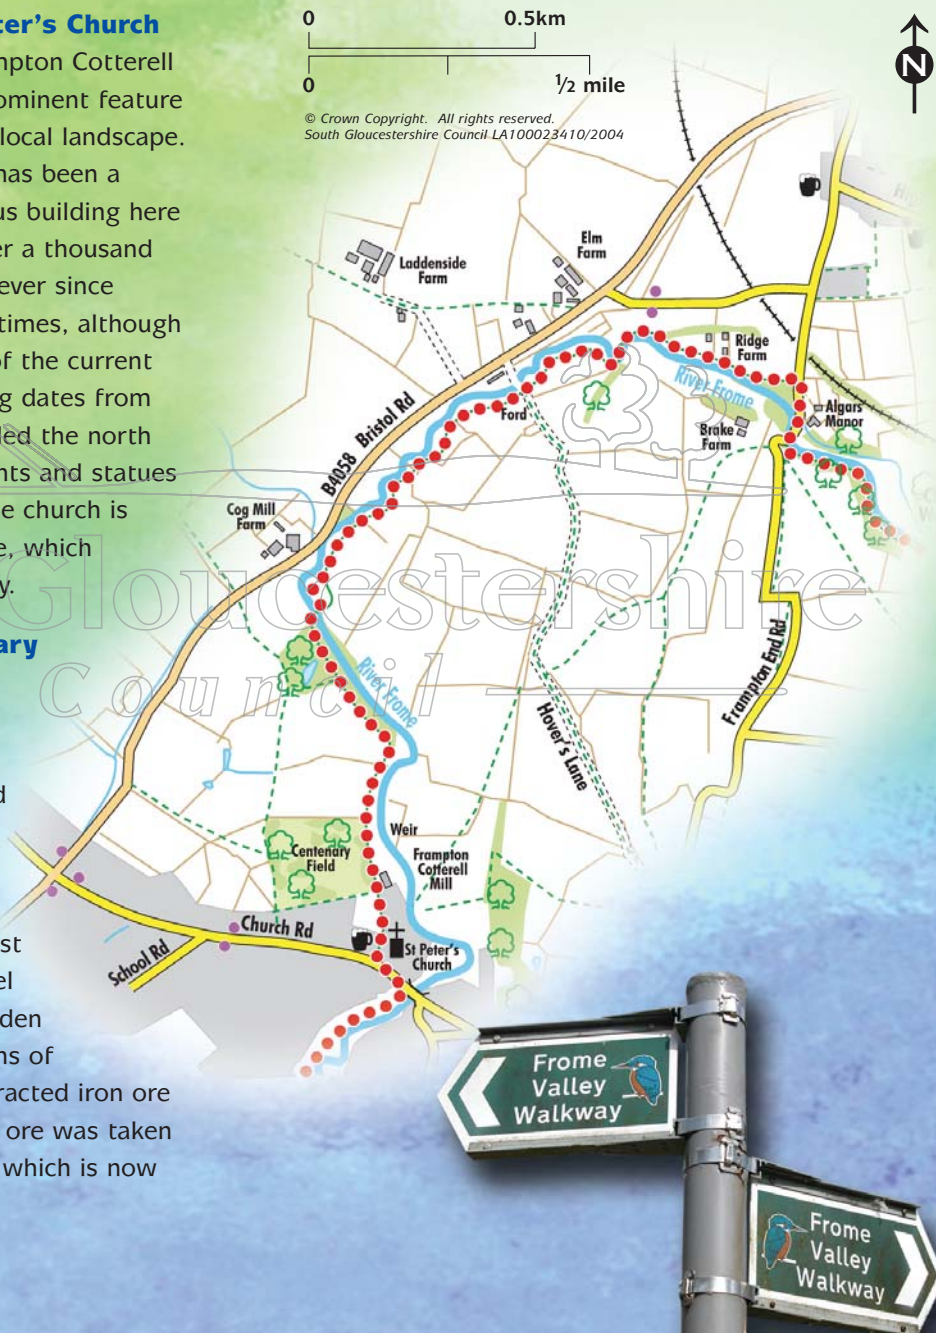 ter's Church
mpton Cotterell
ominent feature
local landscape.
has been a
us building here
er a thousand
ever since
times, although
of the current
g dates from
led the north
nts and statues
e church is
e, which
y.
ary
d
st
el
den
ns of
racted iron ore
ore was taken
which is now
0 0.5km
0 1/2 mile
© Crown Copyright. All rights reserved.
South Gloucestershire Council LA100023410/2004
N
Laddenside
Farm
Elm
Farm
Ridge
Farm
River Frome
Algars
Manor
Brake
Farm
Ford
B4058 Bristol Rd
Cog Mill
Farm
Gloucestershire
Council
River Frome
Hover's Lane
Frampton End Rd
Weir
Centenary
Field
Frampton
Cotterell
Mill
Church Rd
School Rd
St Peter's
Church
Frome
Valley
Walkway
Frome
Valley
Walkway